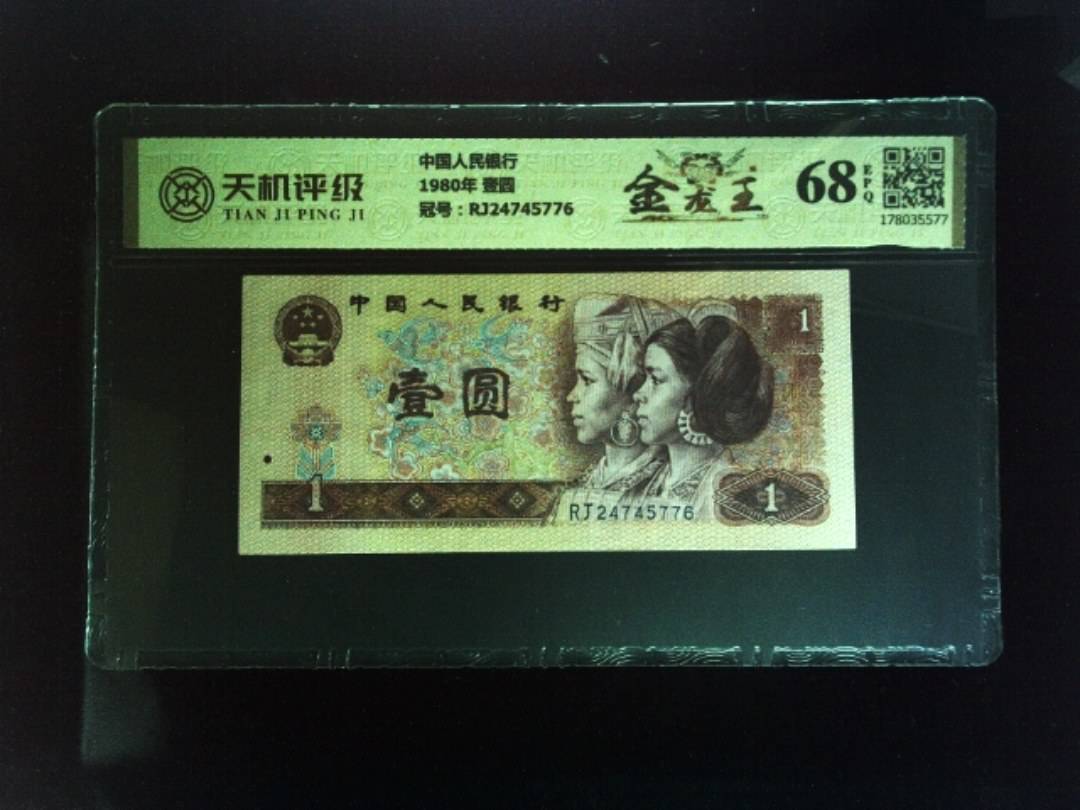 天机评级
TIAN JI PING JI
中国人民银行
1980年 壹圆
冠号：RJ24745776
金龙王
68
EPQ
178035577
中国人民银行
壹圆
1
1
RJ24745776
1